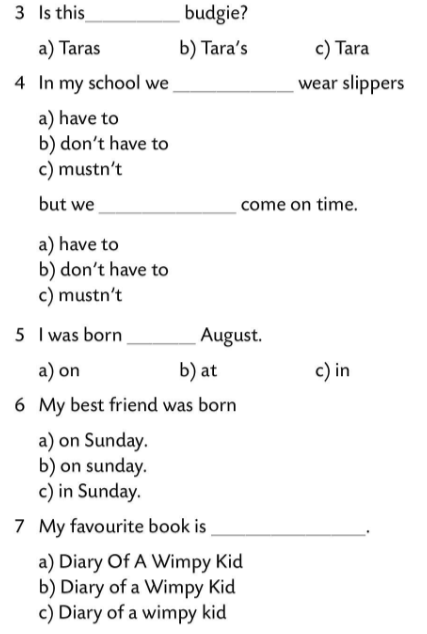 3 Is this__________ budgie?
a) Taras b) Tara's c) Tara
4 In my school we _____________ wear slippers
a) have to
b) don't have to
c) mustn't
but we _______________ come on time.
a) have to
b) don't have to
c) mustn't
5 I was born ________ August.
a) on b) at c) in
6 My best friend was born
a) on Sunday.
b) on sunday.
c) in Sunday.
7 My favourite book is _________________.
a) Diary Of A Wimpy Kid
b) Diary of a Wimpy Kid
c) Diary of a wimpy kid